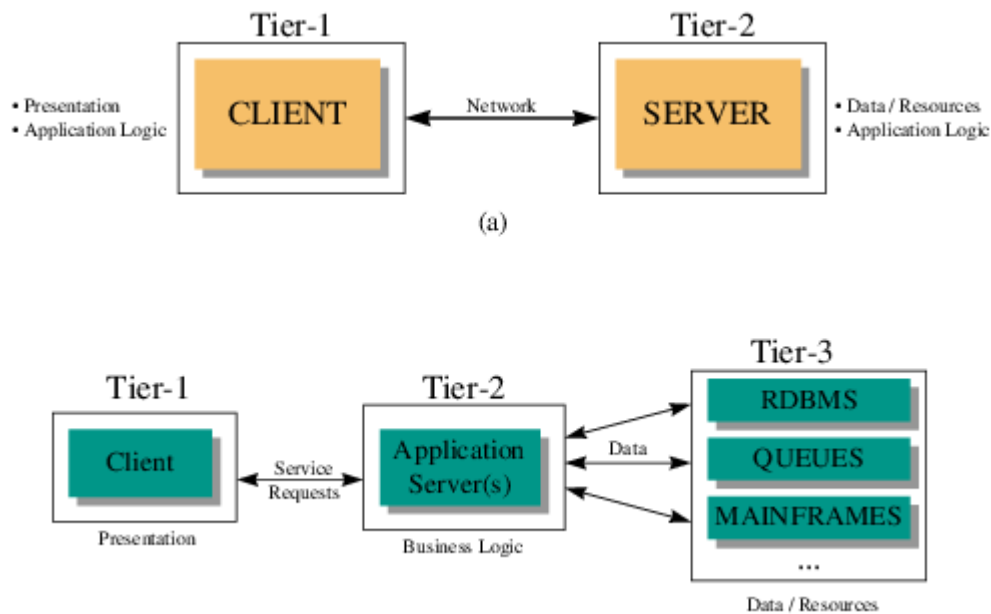 Tier-1
Tier-2
• Presentation
• Application Logic
CLIENT
Network
SERVER
• Data / Resources
• Application Logic
(a)
Tier-3
Tier-1
Tier-2
RDBMS
Client
Service
Requests
Application
Server(s)
Data
QUEUES
MAINFRAMES
...
Presentation
Business Logic
Data / Resources